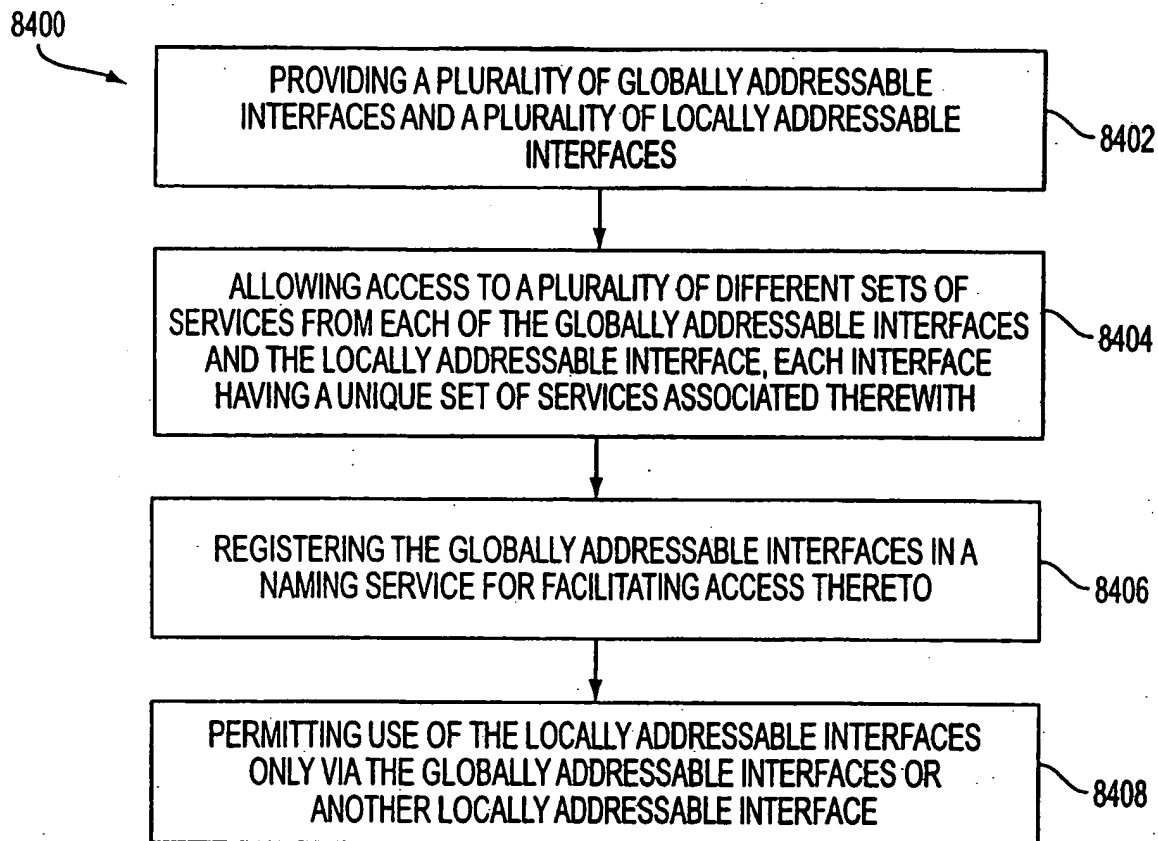 8400
PROVIDING A PLURALITY OF GLOBALLY ADDRESSABLE
INTERFACES AND A PLURALITY OF LOCALLY ADDRESSABLE
INTERFACES
8402
ALLOWING ACCESS TO A PLURALITY OF DIFFERENT SETS OF
SERVICES FROM EACH OF THE GLOBALLY ADDRESSABLE INTERFACES
AND THE LOCALLY ADDRESSABLE INTERFACE, EACH INTERFACE
HAVING A UNIQUE SET OF SERVICES ASSOCIATED THEREWITH
8404
REGISTERING THE GLOBALLY ADDRESSABLE INTERFACES IN A
NAMING SERVICE FOR FACILITATING ACCESS THERETO
8406
PERMITTING USE OF THE LOCALLY ADDRESSABLE INTERFACES
ONLY VIA THE GLOBALLY ADDRESSABLE INTERFACES OR
ANOTHER LOCALLY ADDRESSABLE INTERFACE
8408